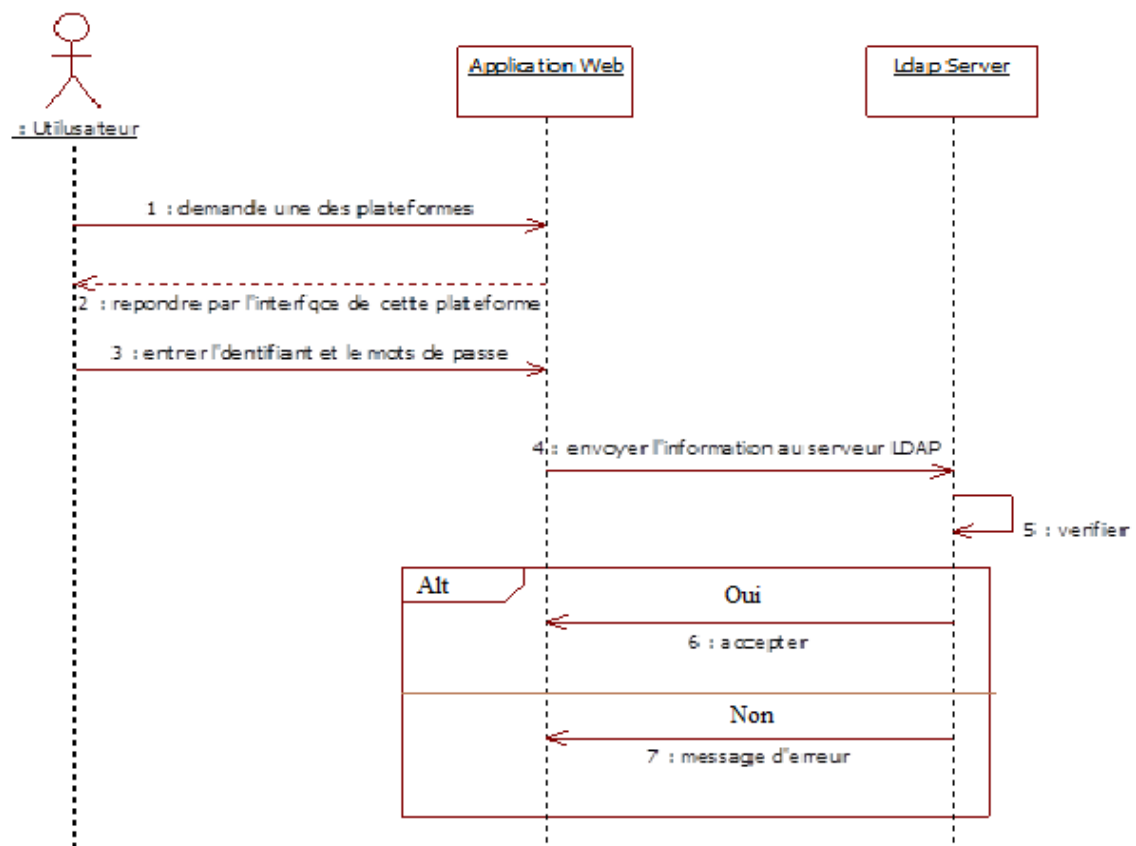 Application Web
Ldap Server
: Utilusateur
1 : demande une des plateformes
2 : repondre par l'interfqce de cette plateforme
3 : entrer l'dentifiant et le mots de passe
4 : envoyer l'information au serveur LDAP
5 : verifier
Alt
Oui
6 : accepter
Non
7 : message d'erreur